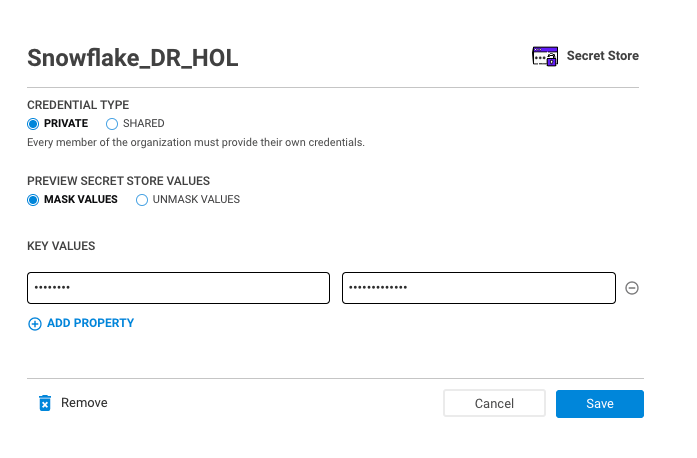 Snowflake_DR_HOL
Secret Store
CREDENTIAL TYPE
PRIVATE SHARED
Every member of the organization must provide their own credentials.
PREVIEW SECRET STORE VALUES
MASK VALUES UNMASK VALUES
KEY VALUES
•••••••• •••••••••••••
ADD PROPERTY
Remove Cancel Save